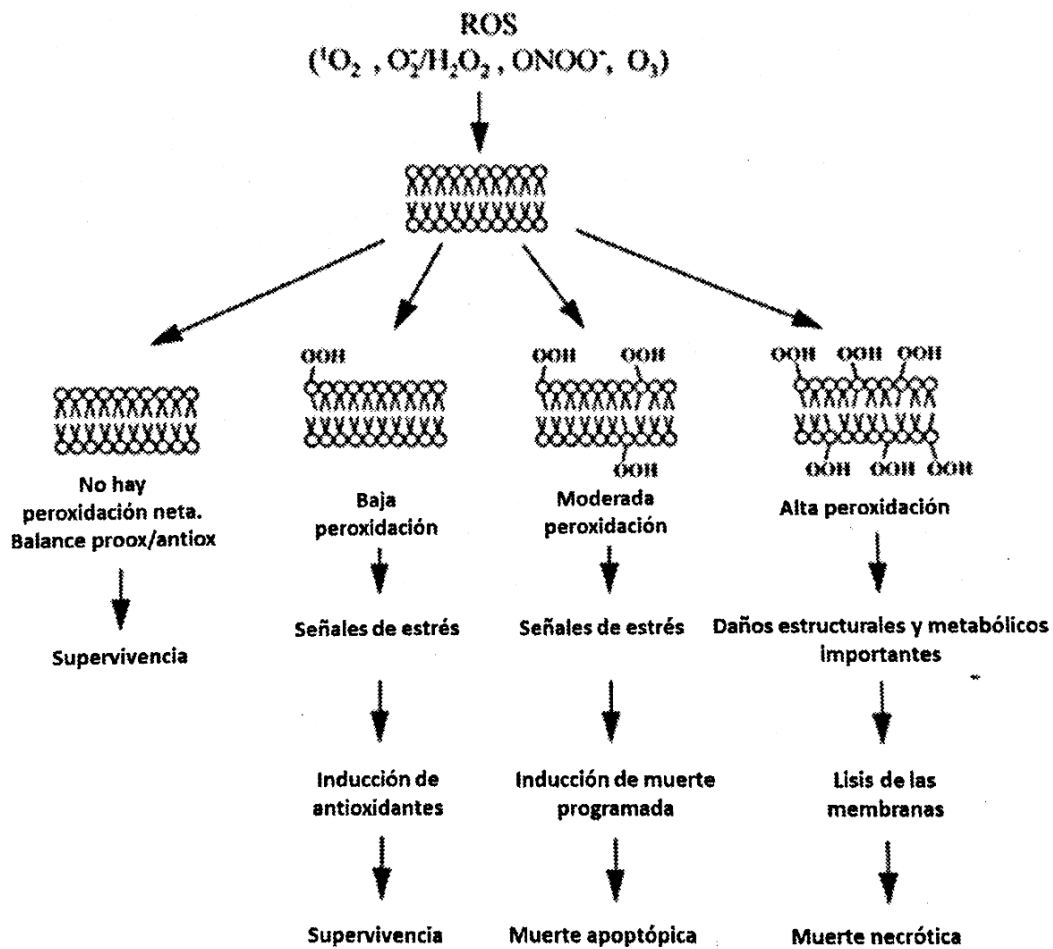 ROS
(¹O₂ , O₂⁻/H₂O₂ , ONOO⁻, O₃)
OOH
OOH OOH
OOH OOH OOH
OOH
OOH OOH OOH
No hay
peroxidación neta.
Balance proox/antiox
Baja
peroxidación
Moderada
peroxidación
Alta peroxidación
Supervivencia
Señales de estrés
Señales de estrés
Daños estructurales y metabólicos
importantes
Inducción de
antioxidantes
Inducción de muerte
programada
Lisis de las
membranas
Supervivencia
Muerte apoptópica
Muerte necrótica